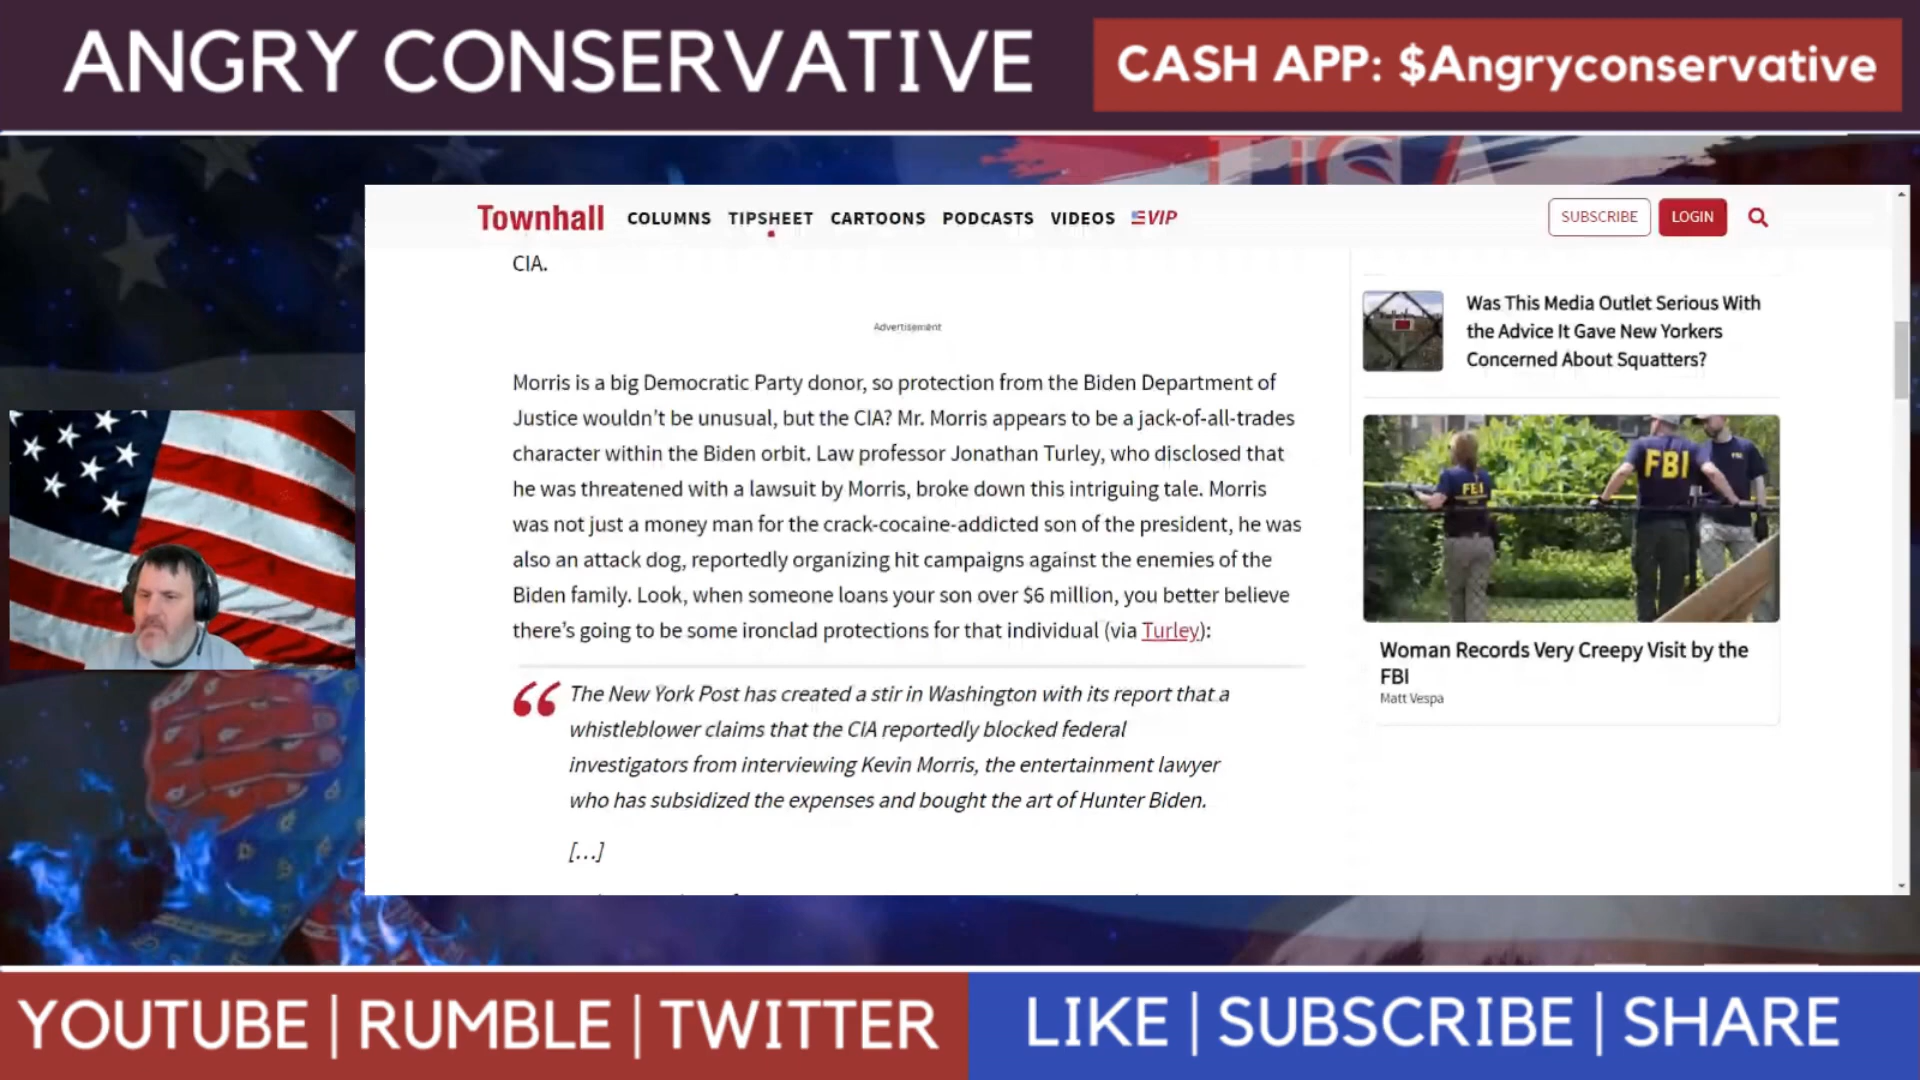 ANGRY CONSERVATIVE
CASH APP: $Angryconservative
USA
Townhall COLUMNS TIPSHEET CARTOONS PODCASTS VIDEOS VIP
SUBSCRIBE LOGIN
CIA.
Advertisement
Morris is a big Democratic Party donor, so protection from the Biden Department of
Justice wouldn't be unusual, but the CIA? Mr. Morris appears to be a jack-of-all-trades
character within the Biden orbit. Law professor Jonathan Turley, who disclosed that
he was threatened with a lawsuit by Morris, broke down this intriguing tale. Morris
was not just a money man for the crack-cocaine-addicted son of the president, he was
also an attack dog, reportedly organizing hit campaigns against the enemies of the
Biden family. Look, when someone loans your son over $6 million, you better believe
there's going to be some ironclad protections for that individual (via Turley):
“ The New York Post has created a stir in Washington with its report that a
whistleblower claims that the CIA reportedly blocked federal
investigators from interviewing Kevin Morris, the entertainment lawyer
who has subsidized the expenses and bought the art of Hunter Biden.
[…]
Was This Media Outlet Serious With
the Advice It Gave New Yorkers
Concerned About Squatters?
FBI
FBI
Woman Records Very Creepy Visit by the
FBI
Matt Vespa
YOUTUBE | RUMBLE | TWITTER
LIKE | SUBSCRIBE | SHARE